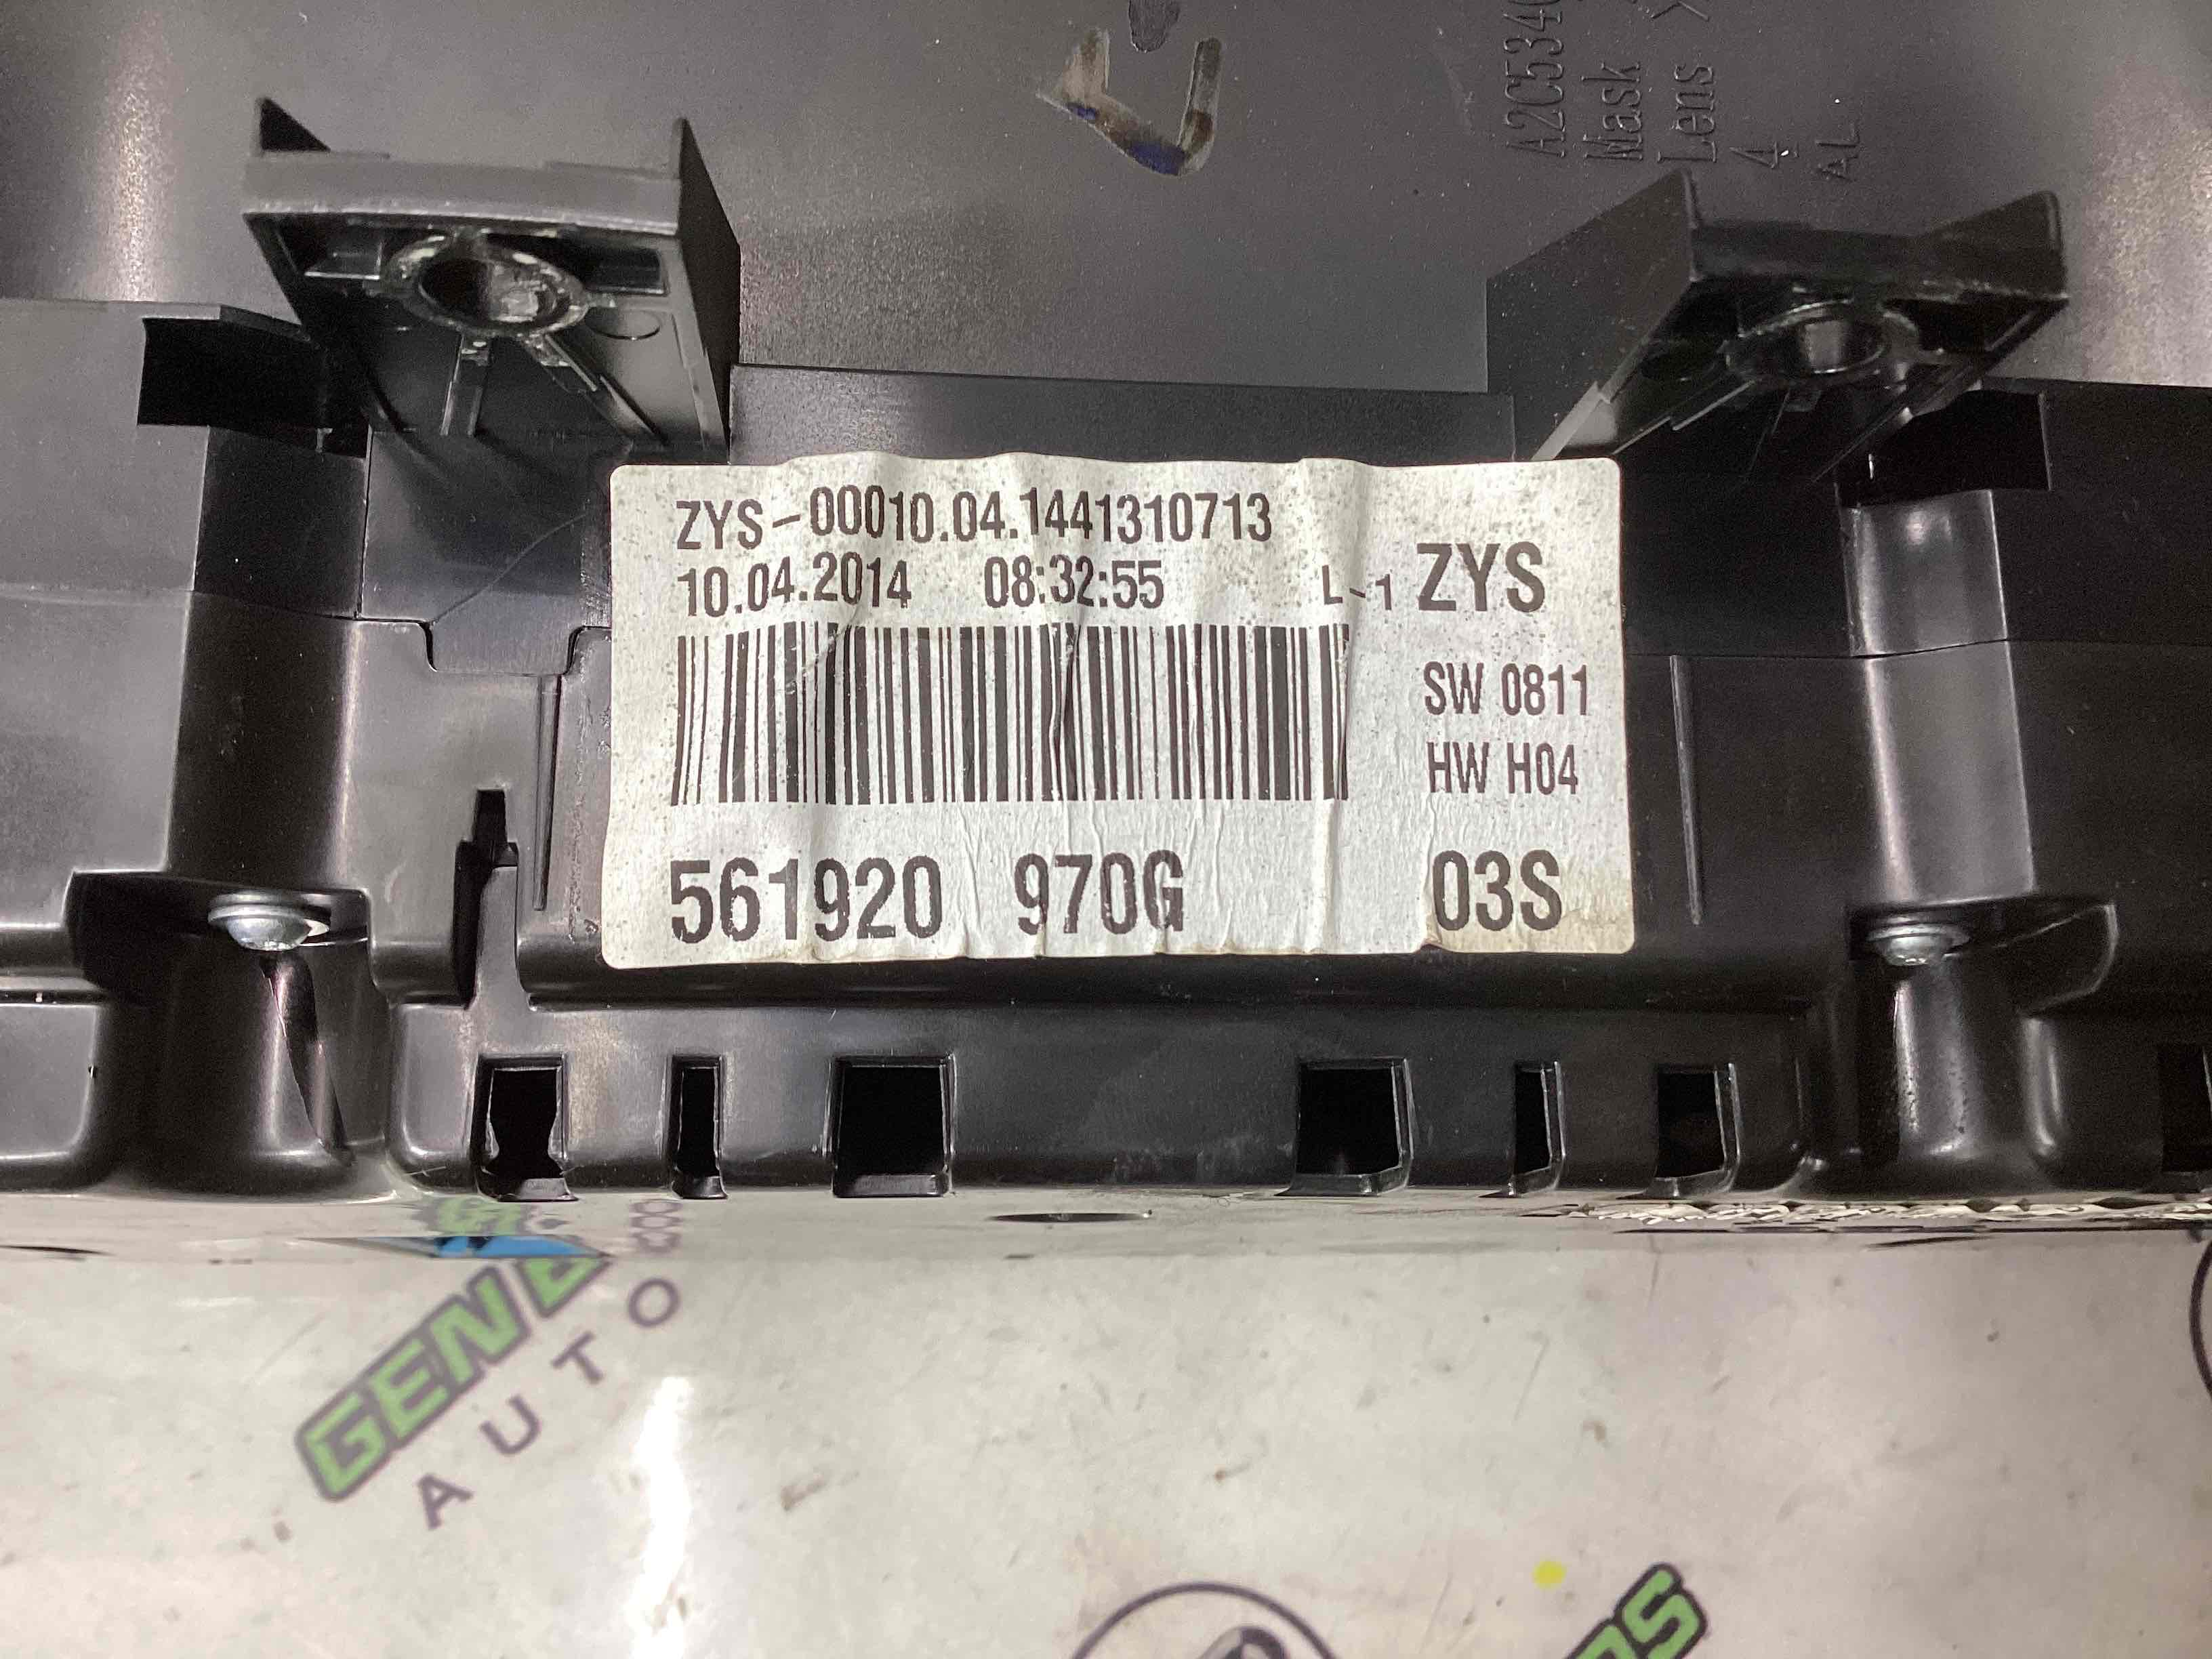 Mask
Lens
4
AL.
ZYS-00010.04.1441310713
10.04.2014 08:32:55 L-1 ZYS
SW 0811
HW H04
561920 970G 03S
AUTO